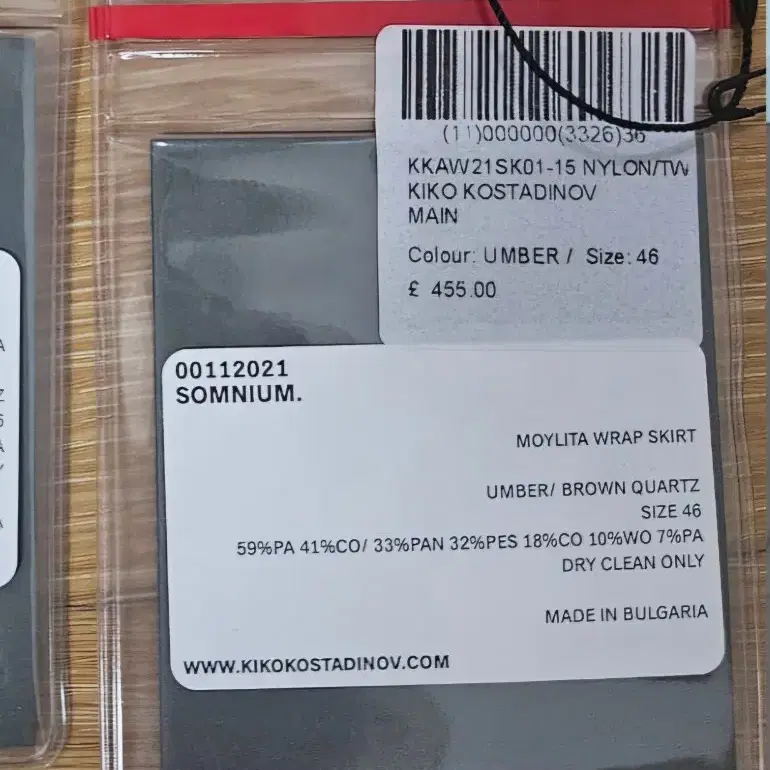 (11)000000(3326)36
KKAW21SK01-15 NYLON/TW
KIKO KOSTADINOV
MAIN
Colour: UMBER / Size: 46
£ 455.00
00112021
SOMNIUM.
MOYLITA WRAP SKIRT
UMBER/ BROWN QUARTZ
SIZE 46
59%PA 41%CO/ 33%PAN 32%PES 18%CO 10%WO 7%PA
DRY CLEAN ONLY
MADE IN BULGARIA
WWW.KIKOKOSTADINOV.COM